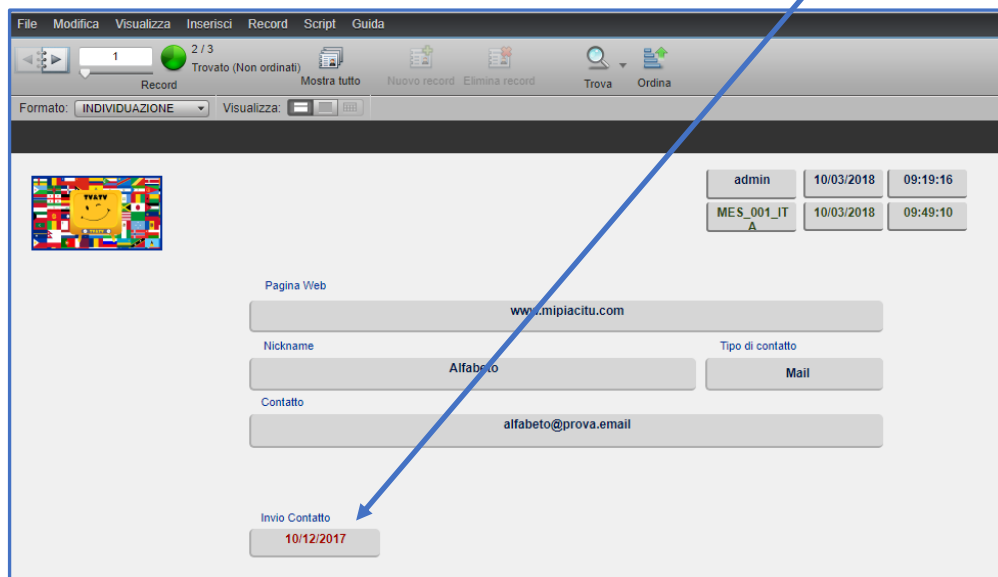 File Modifica Visualizza Inserisci Record Script Guida
1
2 / 3
Trovato (Non ordinati)
Record
Mostra tutto
Nuovo record
Elimina record
Trova
Ordina
Formato: INDIVIDUAZIONE Visualizza:
TVATV
admin 10/03/2018 09:19:16
MES_001_IT
A
10/03/2018 09:49:10
Pagina Web
www.mipiacitu.com
Nickname
Alfabeto
Tipo di contatto
Mail
Contatto
alfabeto@prova.email
Invio Contatto
10/12/2017